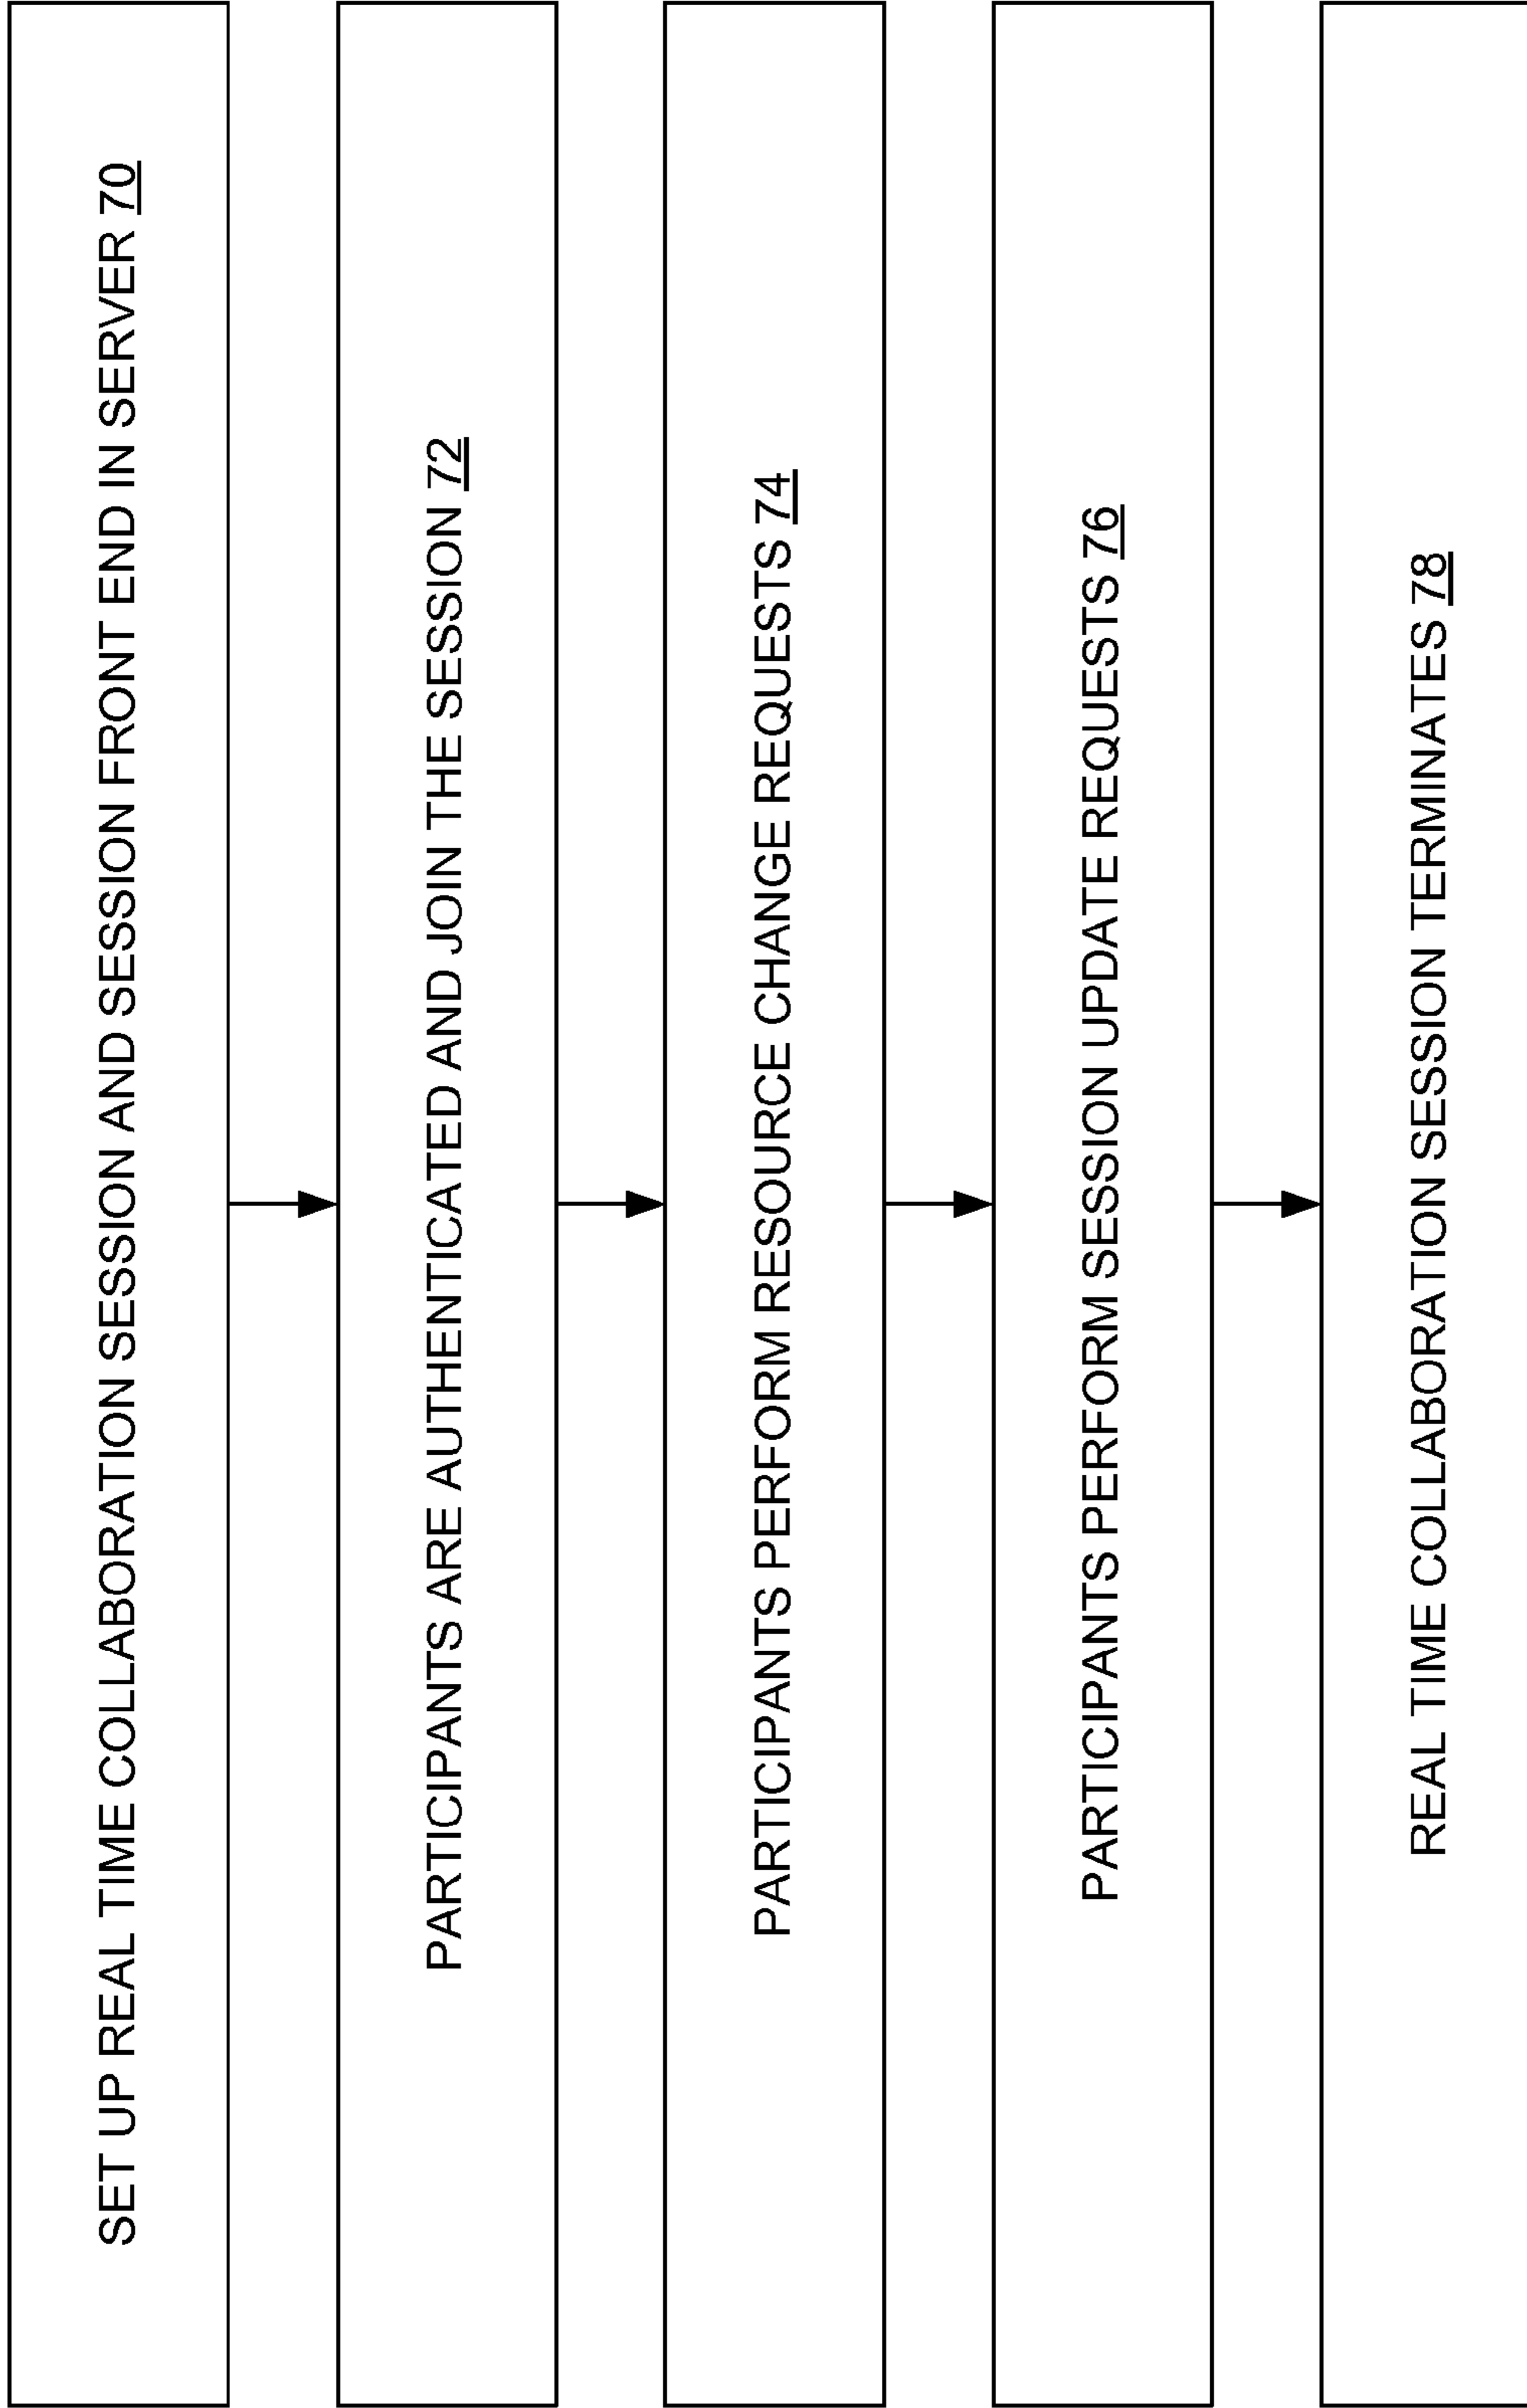 SET UP REAL TIME COLLABORATION SESSION AND SESSION FRONT END IN SERVER 70
PARTICIPANTS ARE AUTHENTICATED AND JOIN THE SESSION 72
PARTICIPANTS PERFORM RESOURCE CHANGE REQUESTS 74
PARTICIPANTS PERFORM SESSION UPDATE REQUESTS 76
REAL TIME COLLABORATION SESSION TERMINATES 78